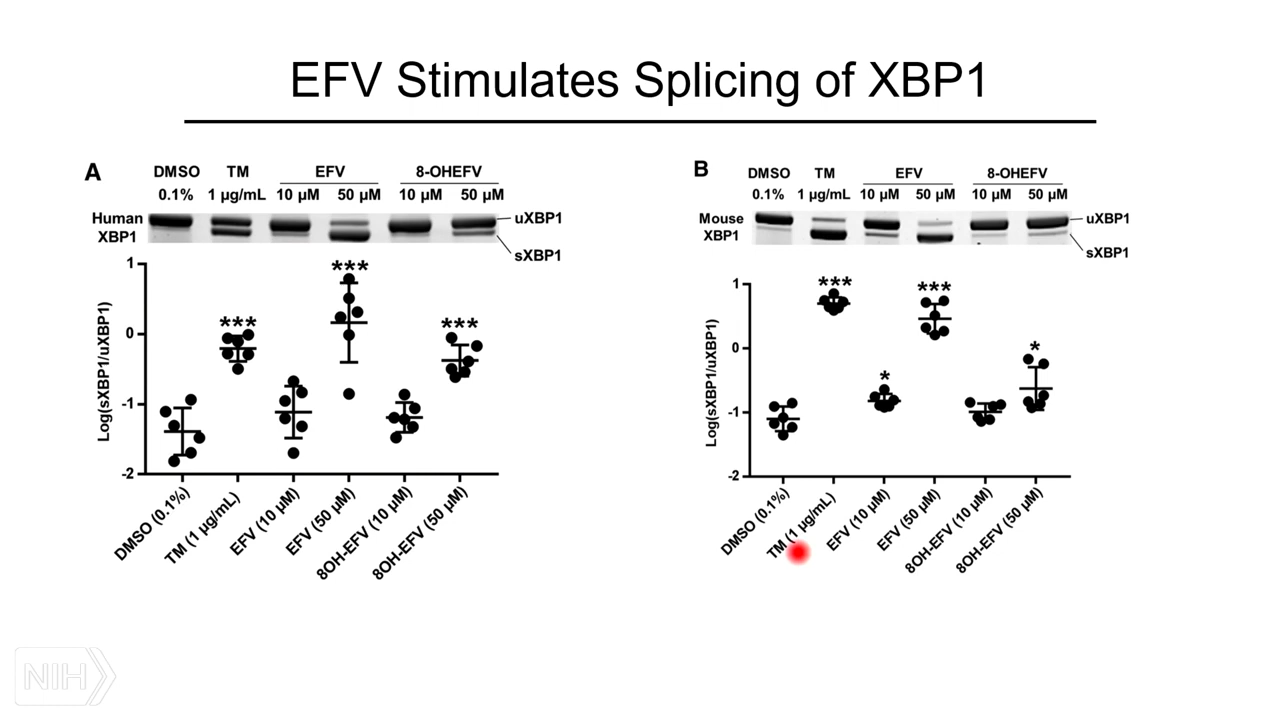 EFV Stimulates Splicing of XBP1
A
DMSO TM EFV 8-OHEFV
0.1% 1 µg/mL 10 µM 50 µM 10 µM 50 µM
Human XBP1
uXBP1
sXBP1
Log(sXBP1/uXBP1)
1
0
-1
-2
***
***
***
DMSO (0.1%)
TM (1 µg/mL)
EFV (10 µM)
EFV (50 µM)
8OH-EFV (10 µM)
8OH-EFV (50 µM)
B
DMSO TM EFV 8-OHEFV
0.1% 1 µg/mL 10 µM 50 µM 10 µM 50 µM
Mouse XBP1
uXBP1
sXBP1
Log(sXBP1/uXBP1)
1
0
-1
-2
***
*
***
*
DMSO (0.1%)
TM (1 µg/mL)
EFV (10 µM)
EFV (50 µM)
8OH-EFV (10 µM)
8OH-EFV (50 µM)
NIH